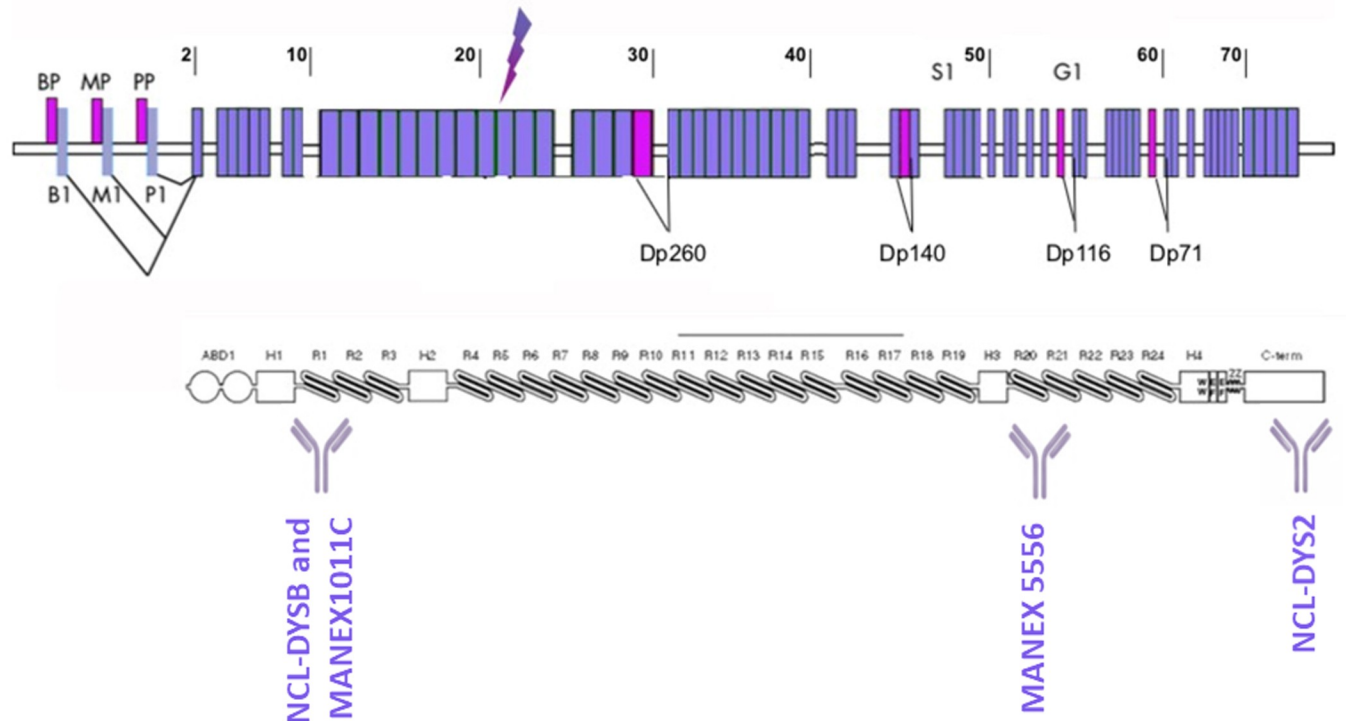 2 10 20 30 40 50 60 70
S1 G1
BP MP PP
B1 M1 P1
Dp260 Dp140 Dp116 Dp71
ABD1 H1 R1 R2 R3 H2 R4 R5 R6 R7 R8 R9 R10 R11 R12 R13 R14 R15 R16 R17 R18 R19 H3 R20 R21 R22 R23 R24 H4 ZZ C-term
W
W
NCL-DYSB and
MANEX1011C
MANEX 5556
NCL-DYS2